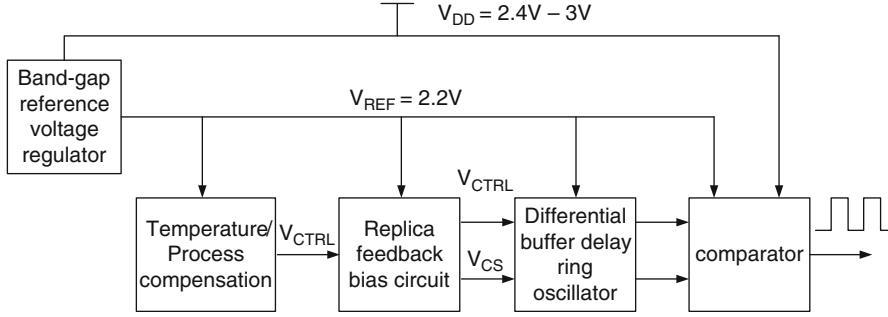 V_DD = 2.4V – 3V
Band-gap
reference
voltage
regulator
V_REF = 2.2V
Temperature/
Process
compensation
V_CTRL
Replica
feedback
bias circuit
V_CTRL
V_CS
Differential
buffer delay
ring
oscillator
comparator